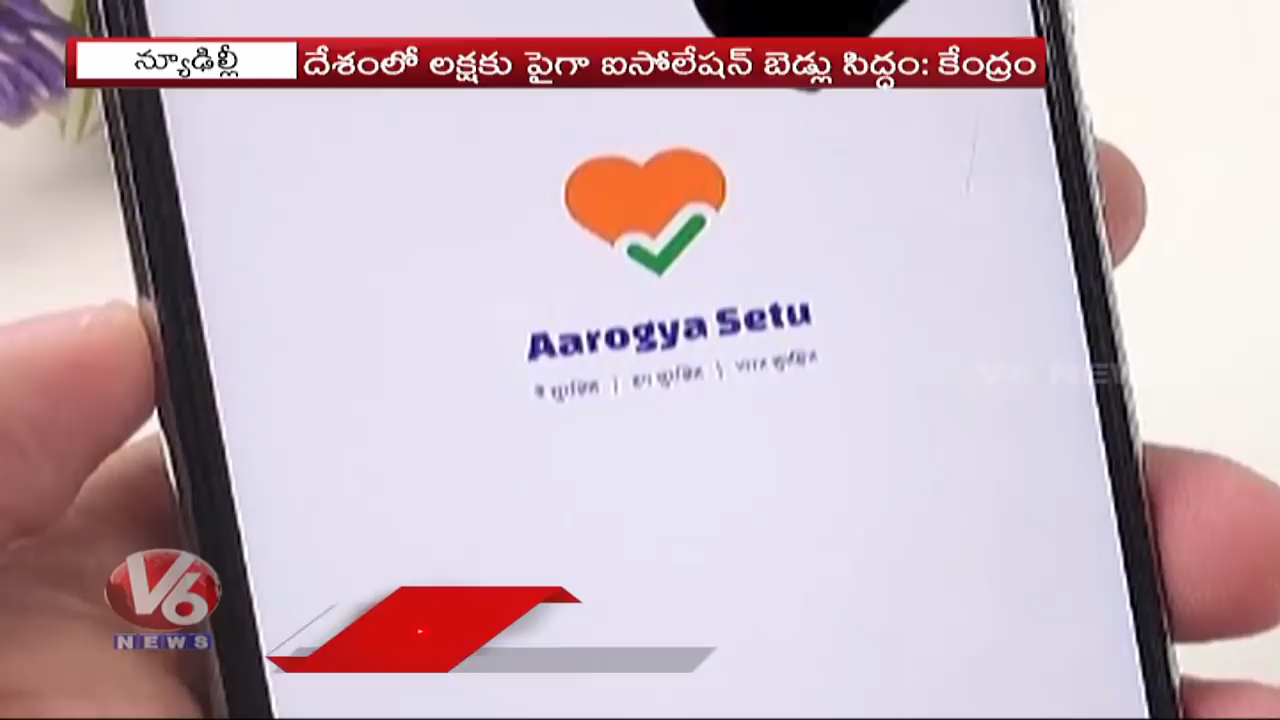 న్యూఢిల్లీ
దేశంలో లక్షకు పైగా ఐసోలేషన్ బెడ్లు సిద్ధం: కేంద్రం
Aarogya Setu
V6
NEWS